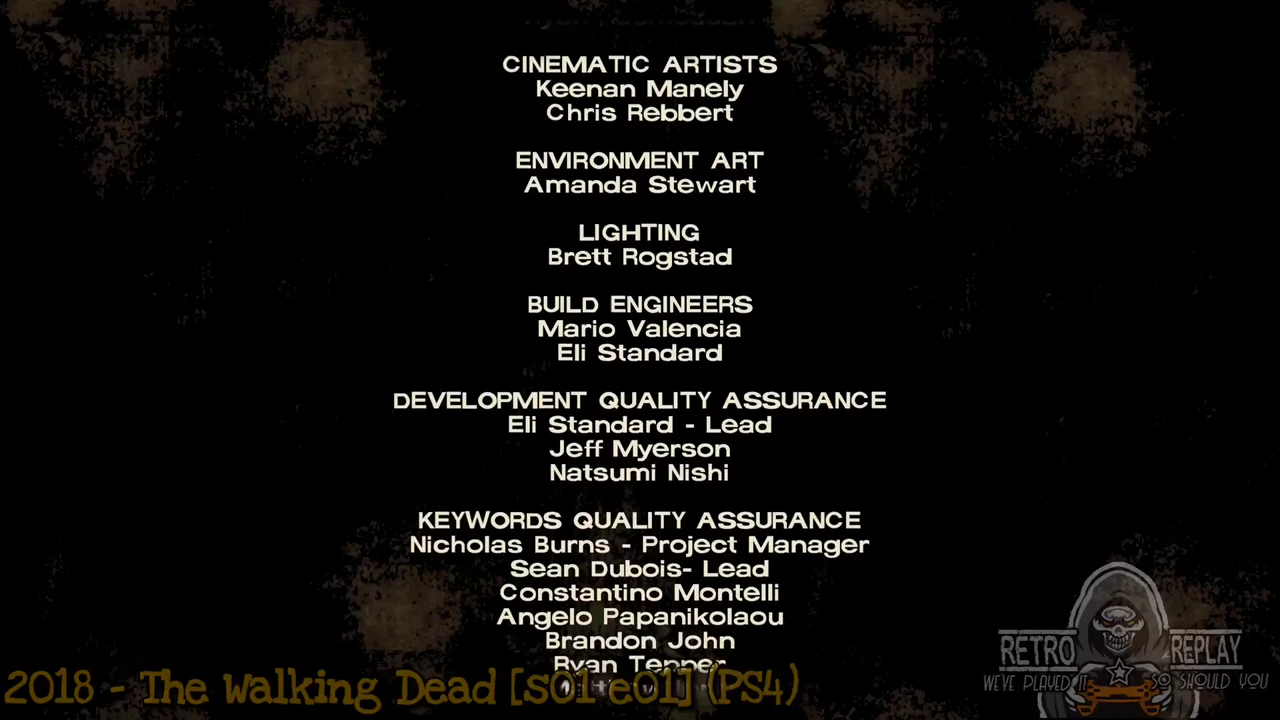 CINEMATIC ARTISTS
Keenan Manely
Chris Rebbert
ENVIRONMENT ART
Amanda Stewart
LIGHTING
Brett Rogstad
BUILD ENGINEERS
Mario Valencia
Eli Standard
DEVELOPMENT QUALITY ASSURANCE
Eli Standard - Lead
Jeff Myerson
Natsumi Nishi
KEYWORDS QUALITY ASSURANCE
Nicholas Burns - Project Manager
Sean Dubois- Lead
Constantino Montelli
Angelo Papanikolaou
Brandon John
Ryan Tepper
2018 - The Walking Dead [s01e01] (PS4)
RETRO REPLAY
WE'VE PLAYED IT SO SHOULD YOU